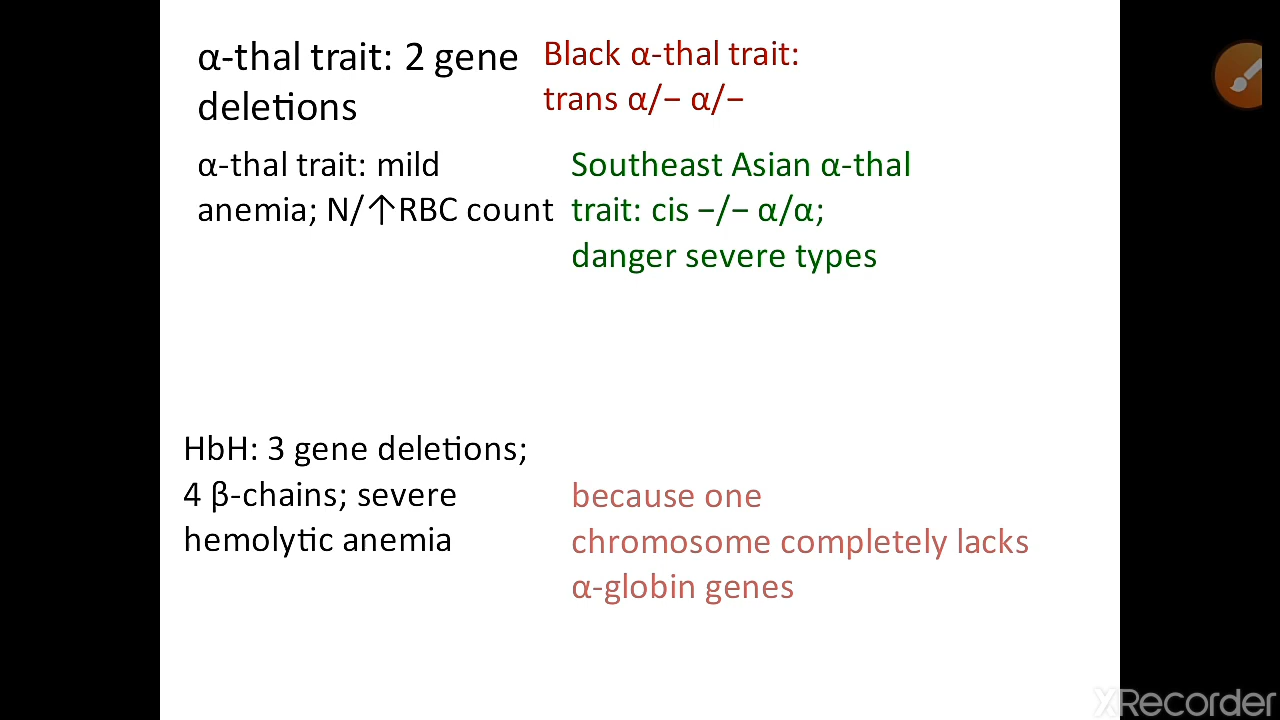 α-thal trait: 2 gene
deletions
Black α-thal trait:
trans α/− α/−
α-thal trait: mild
anemia; N/↑RBC count
Southeast Asian α-thal
trait: cis −/− α/α;
danger severe types
HbH: 3 gene deletions;
4 β-chains; severe
hemolytic anemia
because one
chromosome completely lacks
α-globin genes
XRecorder